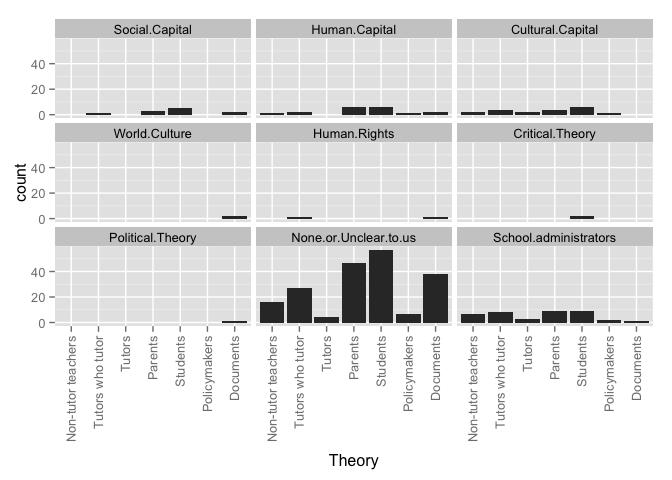 Social.Capital Human.Capital Cultural.Capital
40
20
0
World.Culture Human.Rights Critical.Theory
40
20
0
Political.Theory None.or.Unclear.to.us School.administrators
40
20
0
count
Non-tutor teachers Tutors who tutor Tutors Parents Students Policymakers Documents Non-tutor teachers Tutors who tutor Tutors Parents Students Policymakers Documents Non-tutor teachers Tutors who tutor Tutors Parents Students Policymakers Documents
Theory